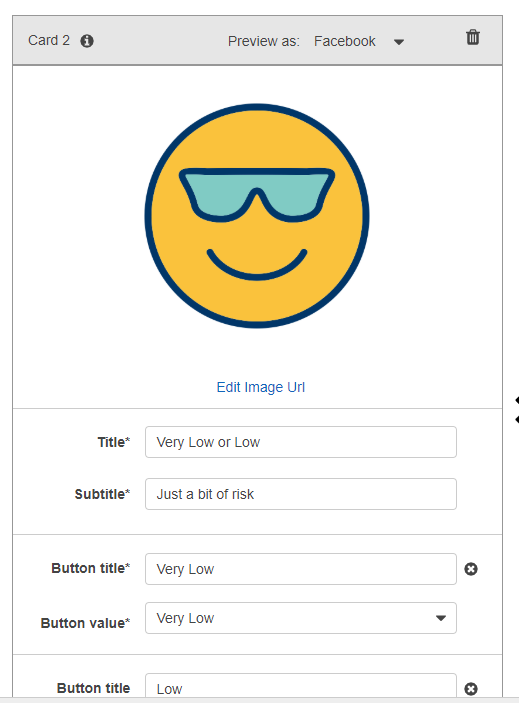 Card 2 Preview as: Facebook
Edit Image Url
Title* Very Low or Low
Subtitle* Just a bit of risk
Button title* Very Low
Button value* Very Low
Button title Low